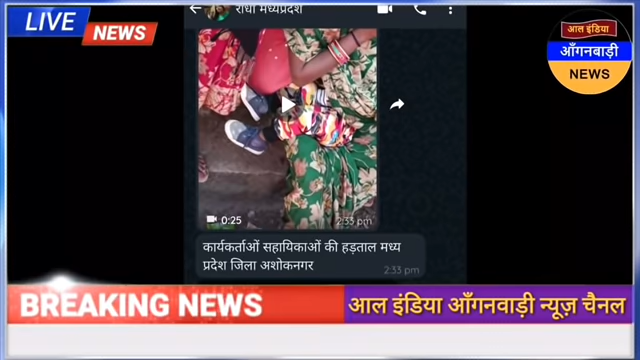 LIVE
NEWS
राधा मध्यप्रदेश
आल इंडिया
आँगनबाड़ी
NEWS
0:25
2:33 pm
कार्यकर्ताओं सहायिकाओं की हड़ताल मध्य
प्रदेश जिला अशोकनगर
2:33 pm
BREAKING NEWS
आल इंडिया आँगनवाड़ी न्यूज़ चैनल